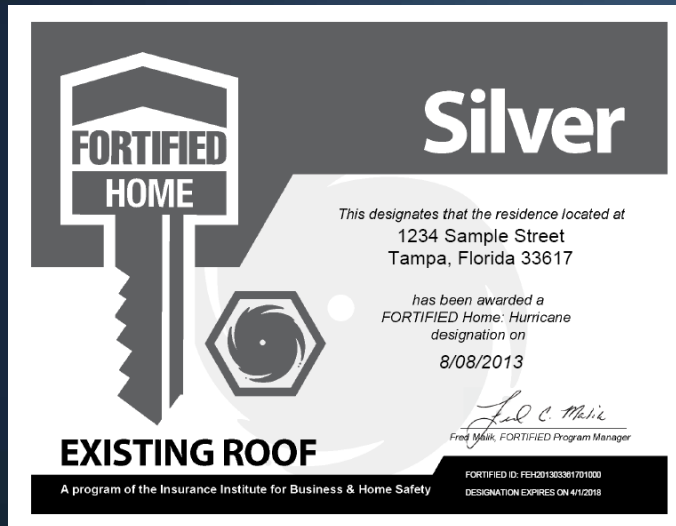 FORTIFIED
HOME
Silver
This designates that the residence located at
1234 Sample Street
Tampa, Florida 33617
has been awarded a
FORTIFIED Home: Hurricane
designation on
8/08/2013
Fred C. Malik
Fred Malik, FORTIFIED Program Manager
EXISTING ROOF
A program of the Insurance Institute for Business & Home Safety
FORTIFIED ID: FEH201303361701000
DESIGNATION EXPIRES ON 4/1/2018